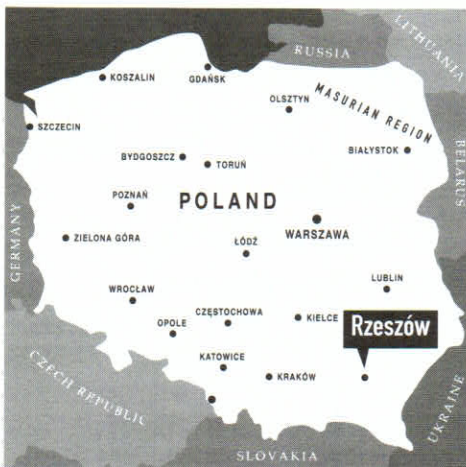 LITHUANIA
RUSSIA
KOSZALIN
GDAŃSK
OLSZTYN
MASURIAN REGION
SZCZECIN
BIAŁYSTOK
BYDGOSZCZ
TORUŃ
BELARUS
POZNAŃ
POLAND
WARSZAWA
GERMANY
ZIELONA GÓRA
ŁÓDŹ
LUBLIN
WROCŁAW
CZĘSTOCHOWA
KIELCE
Rzeszów
OPOLE
KATOWICE
KRAKÓW
CZECH REPUBLIC
UKRAINE
SLOVAKIA